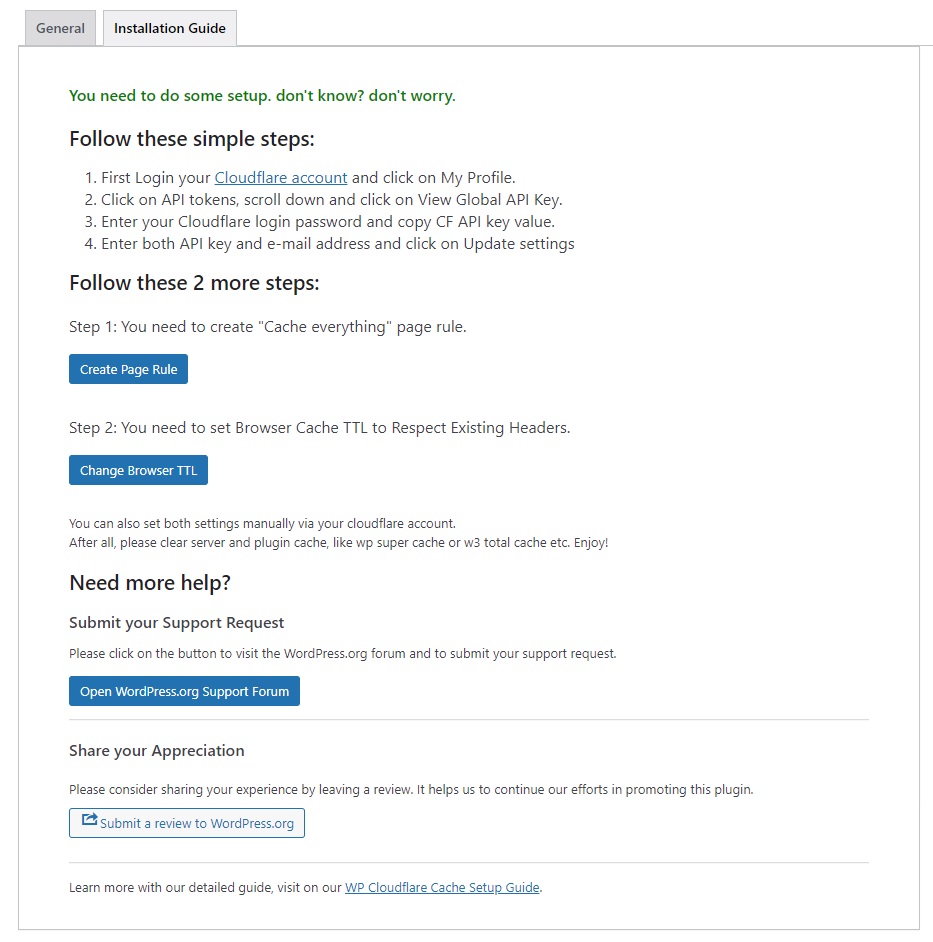 General
Installation Guide
You need to do some setup. don't know? don't worry.
Follow these simple steps:
1. First Login your Cloudflare account and click on My Profile.
2. Click on API tokens, scroll down and click on View Global API Key.
3. Enter your Cloudflare login password and copy CF API key value.
4. Enter both API key and e-mail address and click on Update settings
Follow these 2 more steps:
Step 1: You need to create "Cache everything" page rule.
Create Page Rule
Step 2: You need to set Browser Cache TTL to Respect Existing Headers.
Change Browser TTL
You can also set both settings manually via your cloudflare account.
After all, please clear server and plugin cache, like wp super cache or w3 total cache etc. Enjoy!
Need more help?
Submit your Support Request
Please click on the button to visit the WordPress.org forum and to submit your support request.
Open WordPress.org Support Forum
Share your Appreciation
Please consider sharing your experience by leaving a review. It helps us to continue our efforts in promoting this plugin.
Submit a review to WordPress.org
Learn more with our detailed guide, visit on our WP Cloudflare Cache Setup Guide.